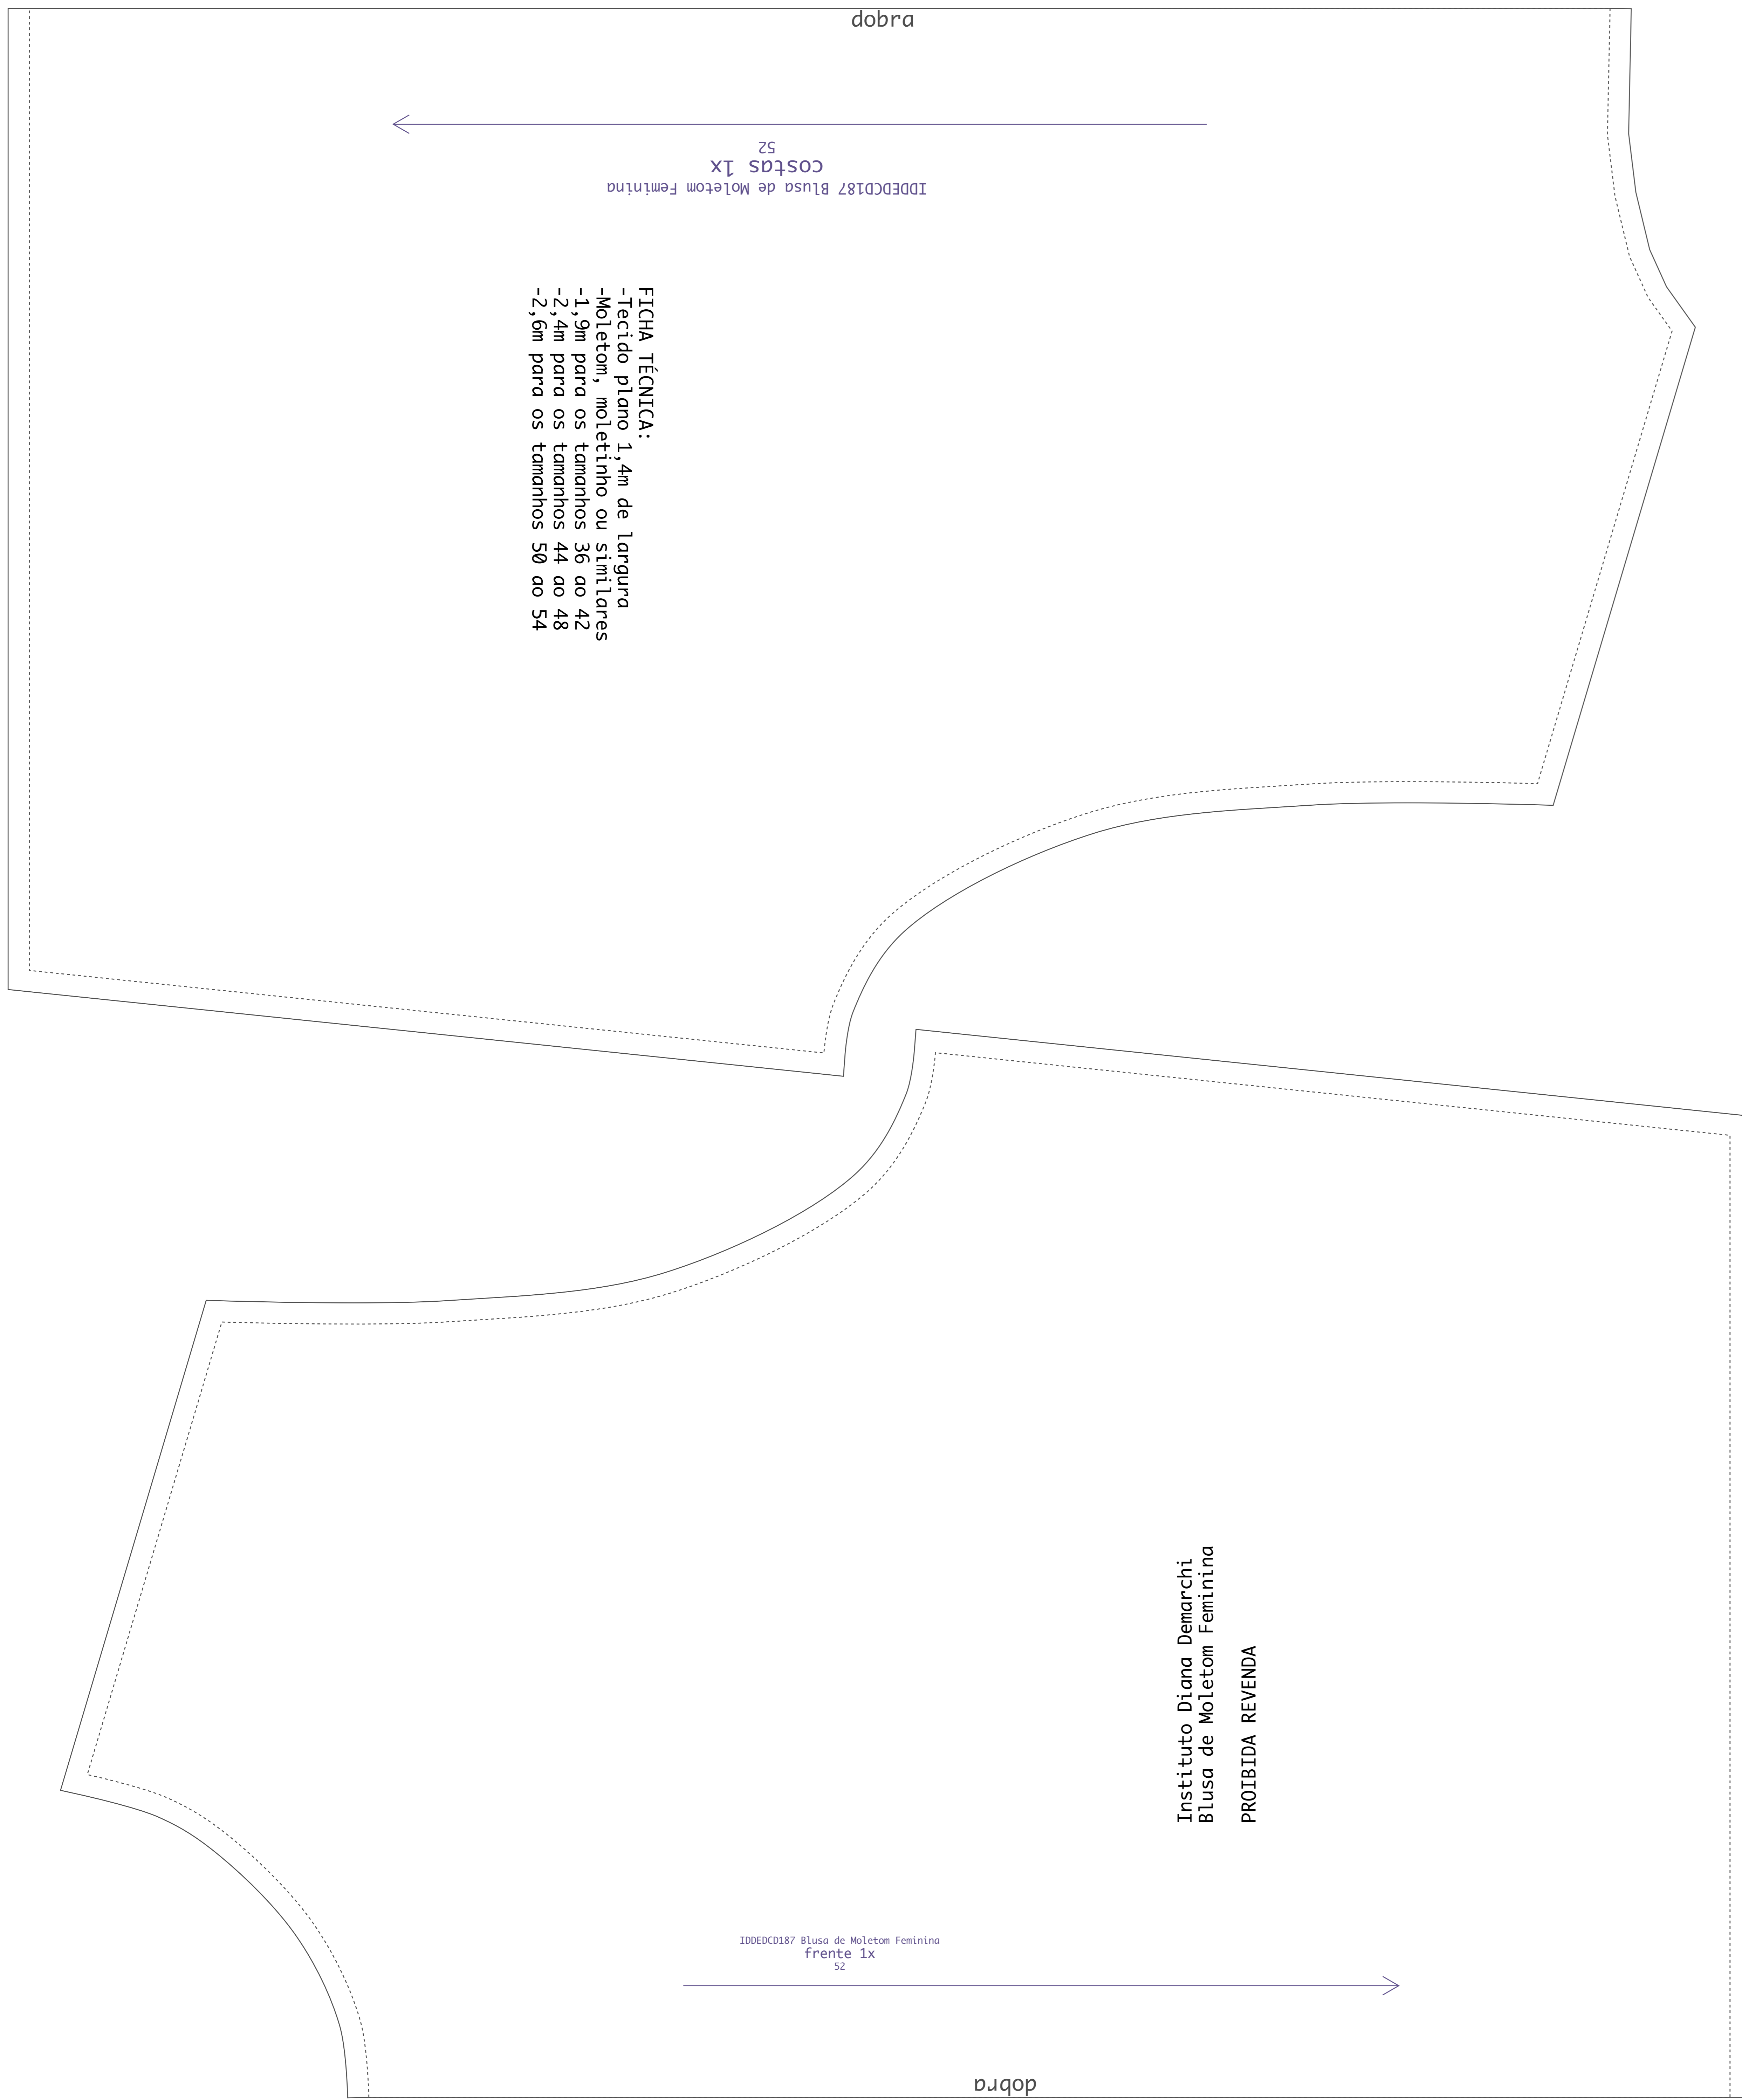 dobra
52
costas 1x
IDDEDCD187 Blusa de Moletom Feminina
FICHA TÉCNICA:
-Tecido plano 1,4m de largura
-Moletom, moletinho ou similares
-1,9m para os tamanhos 36 ao 42
-2,4m para os tamanhos 44 ao 48
-2,6m para os tamanhos 50 ao 54
Instituto Diana Demarchi
Blusa de Moletom Feminina
PROIBIDA REVENDA
IDDEDCD187 Blusa de Moletom Feminina
frente 1x
52
dobra